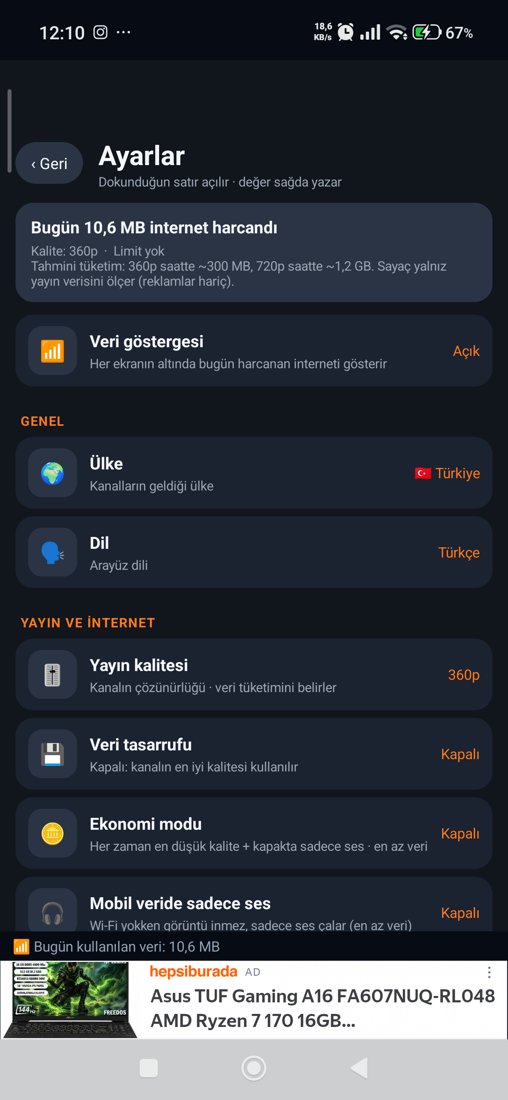 12:10
18,6
KB/s
67%
‹ Geri
Ayarlar
Dokunduğun satır açılır · değer sağda yazar
Bugün 10,6 MB internet harcandı
Kalite: 360p · Limit yok
Tahmini tüketim: 360p saatte ~300 MB, 720p saatte ~1,2 GB. Sayaç yalnız
yayın verisini ölçer (reklamlar hariç).
Veri göstergesi
Her ekranın altında bugün harcanan interneti gösterir
Açık
GENEL
Ülke
Kanalların geldiği ülke
Türkiye
Dil
Arayüz dili
Türkçe
YAYIN VE İNTERNET
Yayın kalitesi
Kanalın çözünürlüğü · veri tüketimini belirler
360p
Veri tasarrufu
Kapalı: kanalın en iyi kalitesi kullanılır
Kapalı
Ekonomi modu
Her zaman en düşük kalite + kapakta sadece ses · en az veri
Kapalı
Mobil veride sadece ses
Wi-Fi yokken görüntü inmez, sadece ses çalar (en az veri)
Kapalı
Bugün kullanılan veri: 10,6 MB
hepsiburada AD
Asus TUF Gaming A16 FA607NUQ-RL048
AMD Ryzen 7 170 16GB...
144
FREEDOS